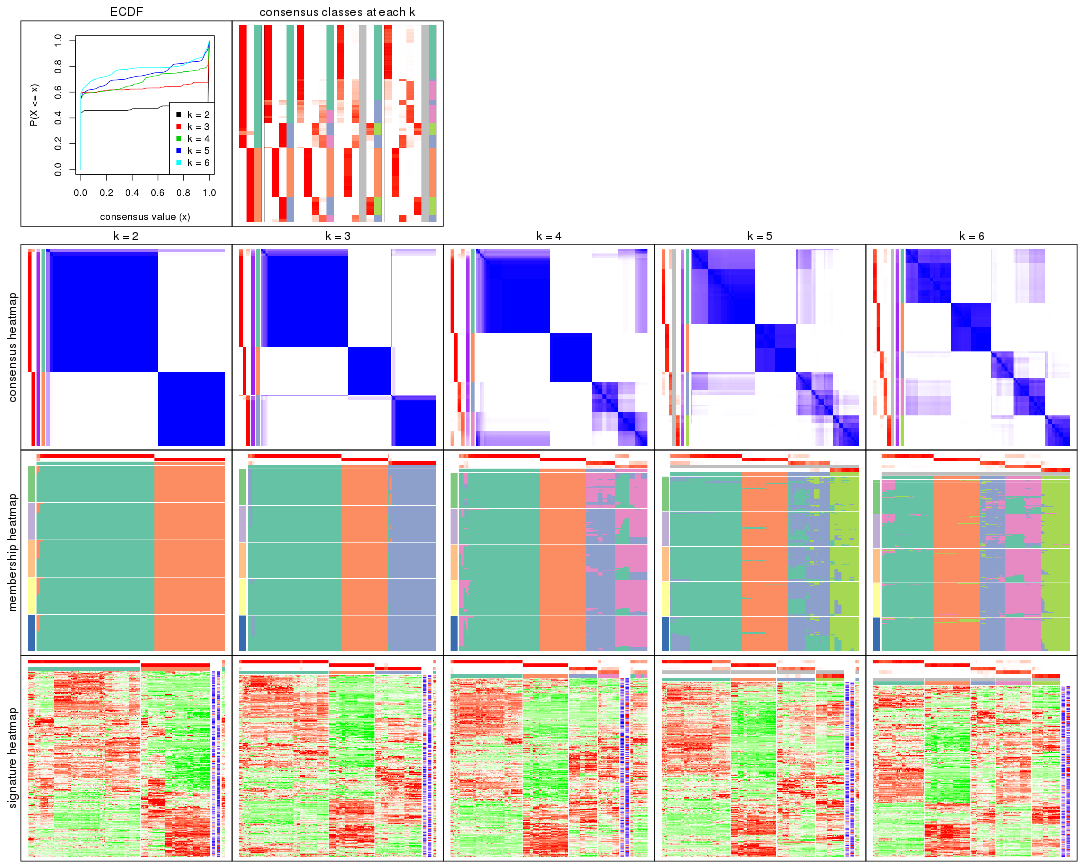 ECDF
consensus classes at each k
P(X <= x)
0.0 0.2 0.4 0.6 0.8 1.0
k = 2
k = 3
k = 4
k = 5
k = 6
0.0 0.2 0.4 0.6 0.8 1.0
consensus value (x)
k = 2
k = 3
k = 4
k = 5
k = 6
consensus heatmap
membership heatmap
signature heatmap